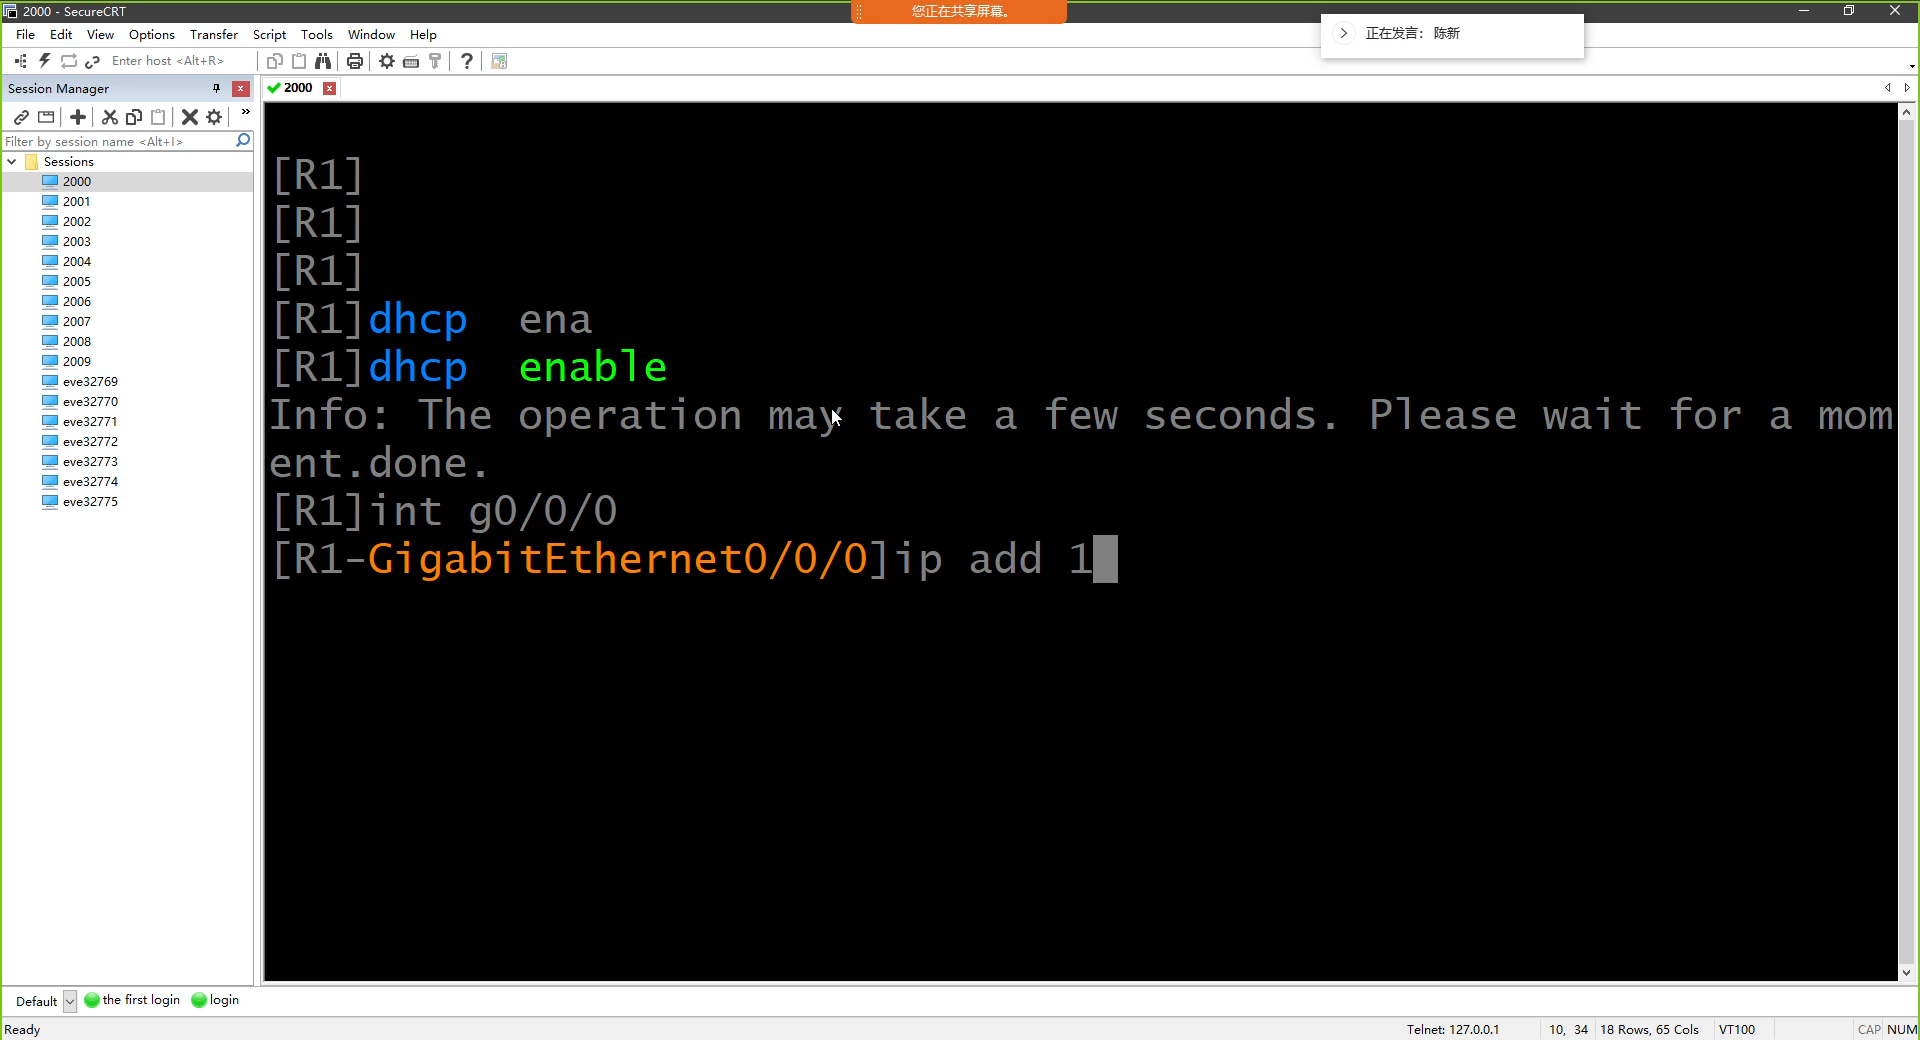 2000 - SecureCRT
您正在共享屏幕。
正在发言: 陈新
File Edit View Options Transfer Script Tools Window Help
Enter host <Alt+R>
Session Manager
2000
Filter by session name <Alt+I>
Sessions
2000
2001
2002
2003
2004
2005
2006
2007
2008
2009
eve32769
eve32770
eve32771
eve32772
eve32773
eve32774
eve32775
[R1]
[R1]
[R1]
[R1]dhcp  ena
[R1]dhcp  enable
Info: The operation may take a few seconds. Please wait for a mom
ent.done.
[R1]int g0/0/0
[R1-GigabitEthernet0/0/0]ip add 1
Default the first login login
Ready Telnet: 127.0.0.1 10, 34 18 Rows, 65 Cols VT100 CAP NUM